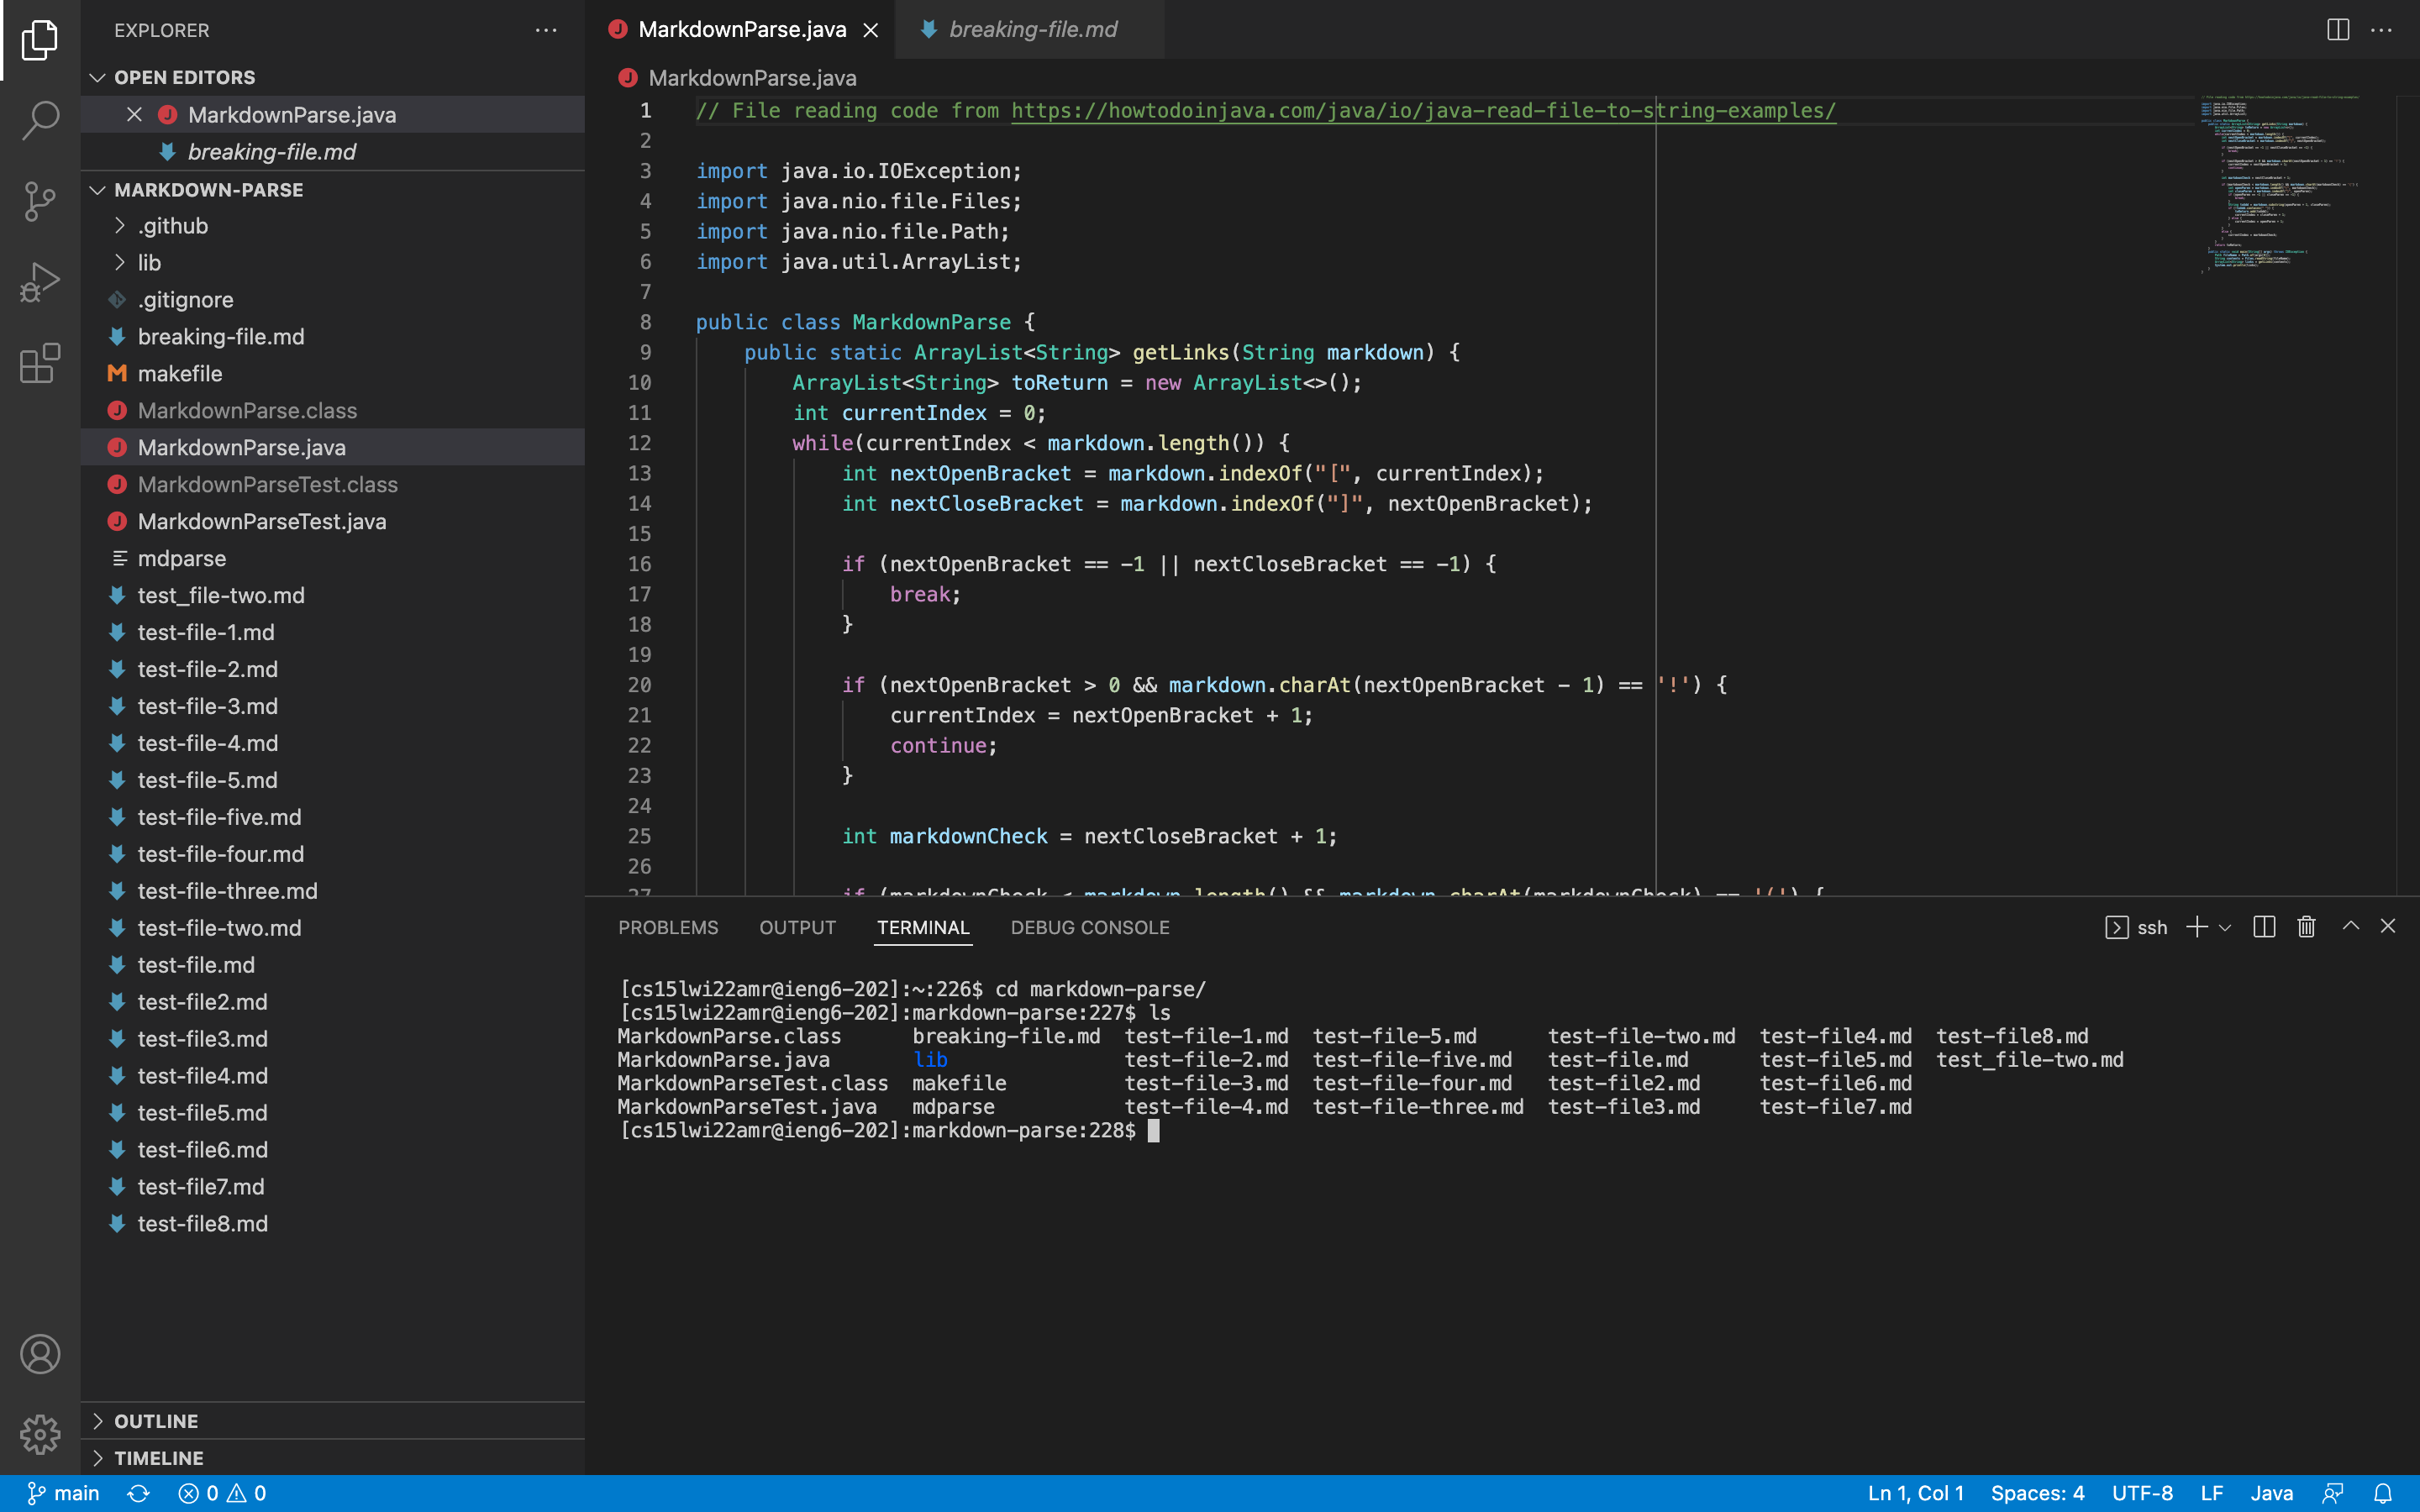 EXPLORER
OPEN EDITORS
MarkdownParse.java
breaking-file.md
MARKDOWN-PARSE
.github
lib
.gitignore
breaking-file.md
makefile
MarkdownParse.class
MarkdownParse.java
MarkdownParseTest.class
MarkdownParseTest.java
mdparse
test_file-two.md
test-file-1.md
test-file-2.md
test-file-3.md
test-file-4.md
test-file-5.md
test-file-five.md
test-file-four.md
test-file-three.md
test-file-two.md
test-file.md
test-file2.md
test-file3.md
test-file4.md
test-file5.md
test-file6.md
test-file7.md
test-file8.md
OUTLINE
TIMELINE
MarkdownParse.java breaking-file.md
MarkdownParse.java
1 // File reading code from https://howtodoinjava.com/java/io/java-read-file-to-string-examples/
2
3 import java.io.IOException;
4 import java.nio.file.Files;
5 import java.nio.file.Path;
6 import java.util.ArrayList;
7
8 public class MarkdownParse {
9 public static ArrayList<String> getLinks(String markdown) {
10 ArrayList<String> toReturn = new ArrayList<>();
11 int currentIndex = 0;
12 while(currentIndex < markdown.length()) {
13 int nextOpenBracket = markdown.indexOf("[", currentIndex);
14 int nextCloseBracket = markdown.indexOf("]", nextOpenBracket);
15
16 if (nextOpenBracket == -1 || nextCloseBracket == -1) {
17 break;
18 }
19
20 if (nextOpenBracket > 0 && markdown.charAt(nextOpenBracket - 1) == '!') {
21 currentIndex = nextOpenBracket + 1;
22 continue;
23 }
24
25 int markdownCheck = nextCloseBracket + 1;
26
27 if (markdownCheck < markdown.length() && markdown.charAt(markdownCheck) == '(') {
PROBLEMS OUTPUT TERMINAL DEBUG CONSOLE
ssh
[cs15lwi22amr@ieng6-202]:~:226$ cd markdown-parse/
[cs15lwi22amr@ieng6-202]:markdown-parse:227$ ls
MarkdownParse.class breaking-file.md test-file-1.md test-file-5.md test-file-two.md test-file4.md test-file8.md
MarkdownParse.java lib test-file-2.md test-file-five.md test-file.md test-file5.md test_file-two.md
MarkdownParseTest.class makefile test-file-3.md test-file-four.md test-file2.md test-file6.md
MarkdownParseTest.java mdparse test-file-4.md test-file-three.md test-file3.md test-file7.md
[cs15lwi22amr@ieng6-202]:markdown-parse:228$
main 0 0
Ln 1, Col 1 Spaces: 4 UTF-8 LF Java